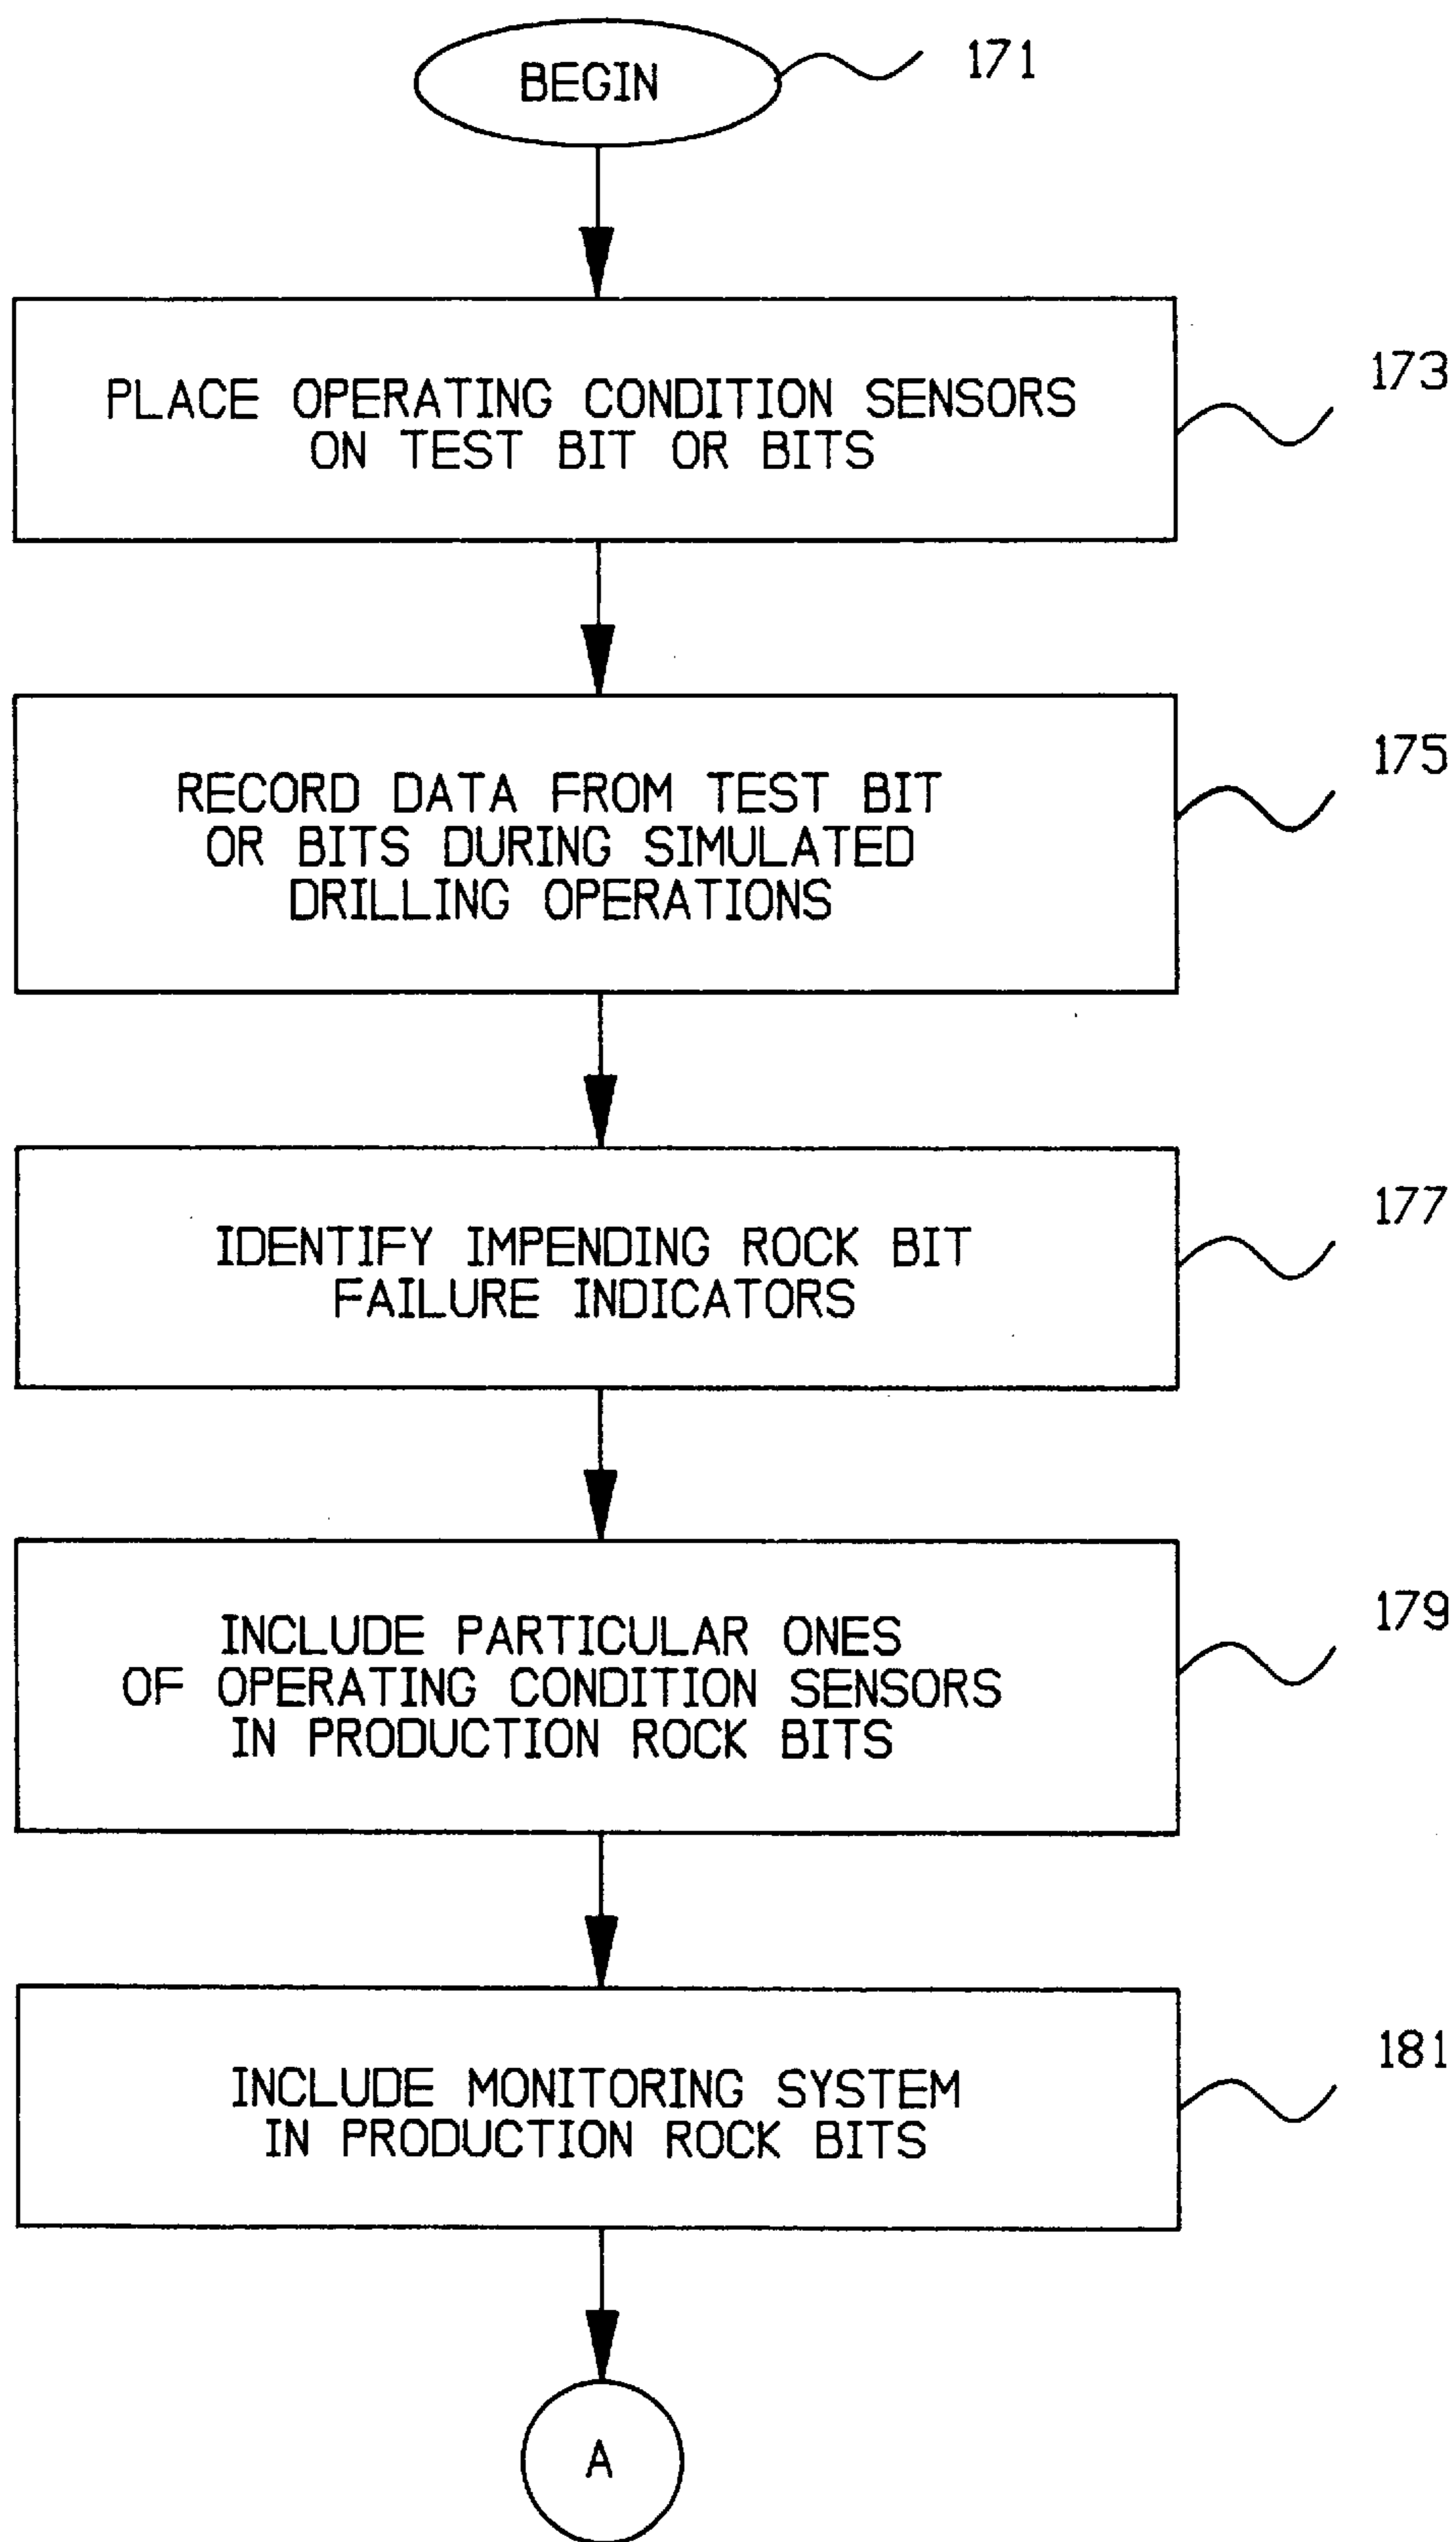 BEGIN
171
PLACE OPERATING CONDITION SENSORS
ON TEST BIT OR BITS
173
RECORD DATA FROM TEST BIT
OR BITS DURING SIMULATED
DRILLING OPERATIONS
175
IDENTIFY IMPENDING ROCK BIT
FAILURE INDICATORS
177
INCLUDE PARTICULAR ONES
OF OPERATING CONDITION SENSORS
IN PRODUCTION ROCK BITS
179
INCLUDE MONITORING SYSTEM
IN PRODUCTION ROCK BITS
181
A